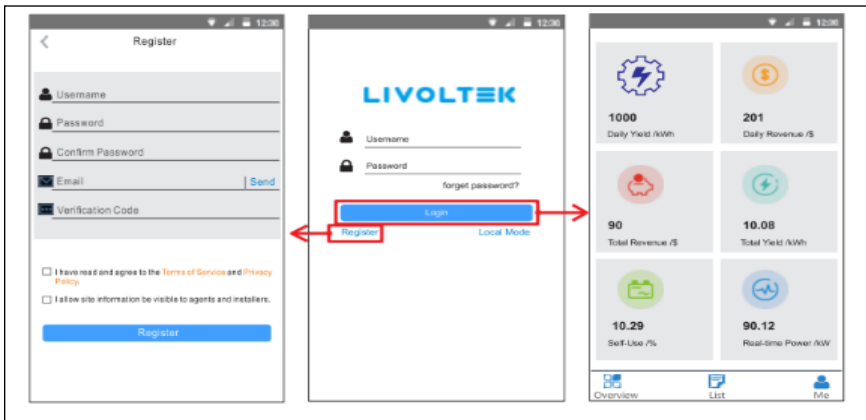 12:30
Register
Username
Password
Confirm Password
Email | Send
Verification Code
I have read and agree to the Terms of Service and Privacy
Policy.
I allow site information be visible to agents and installers.
Register
12:30
LIVOLTEK
Username
Password
forget password?
Login
Register Local Mode
12:30
1000 201
Daily Yield /kWh Daily Revenue /$
90 10.08
Total Revenue /$ Total Yield /kWh
10.29 90.12
Self-Use /% Real-time Power /kW
Overview List Me